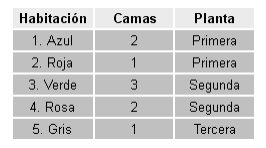 Habitación Camas Planta
1. Azul 2 Primera
2. Roja 1 Primera
3. Verde 3 Segunda
4. Rosa 2 Segunda
5. Gris 1 Tercera